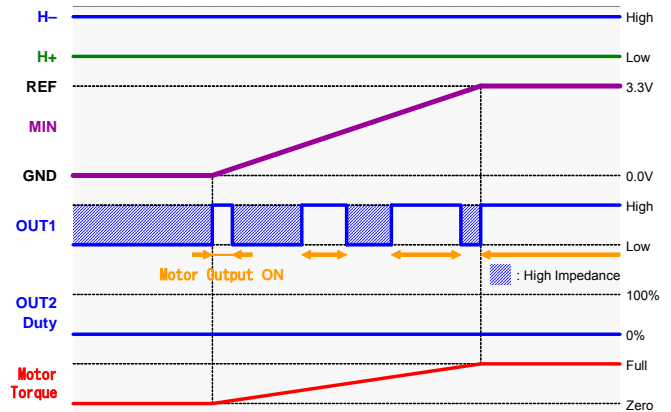 H– High
H+ Low
REF 3.3V
MIN
GND 0.0V
OUT1 High
Low
Motor Output ON : High Impedance
OUT2 100%
Duty 0%
Motor Full
Torque Zero